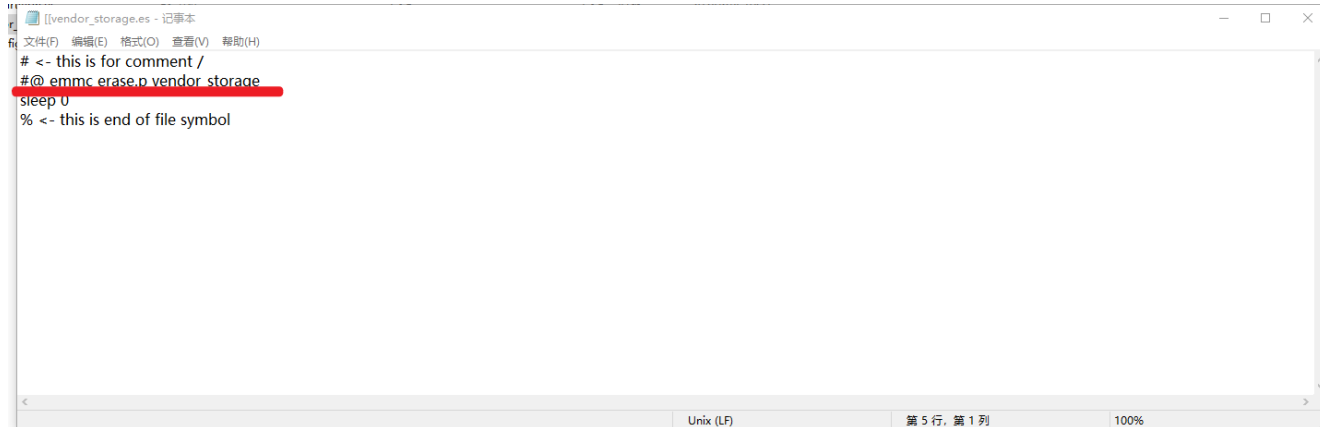 [[vendor_storage.es - 记事本
文件(F) 编辑(E) 格式(O) 查看(V) 帮助(H)
# <- this is for comment /
#@ emmc erase.p vendor_storage
sleep 0
% <- this is end of file symbol
Unix (LF) 第 5 行, 第 1 列 100%